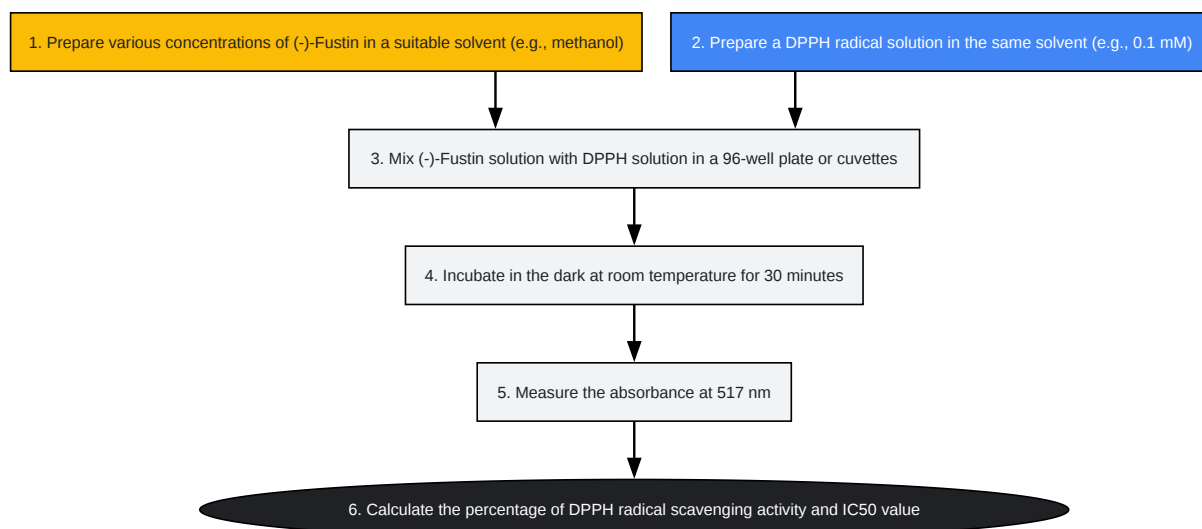 1. Prepare various concentrations of (-)-Fustin in a suitable solvent (e.g., methanol)
2. Prepare a DPPH radical solution in the same solvent (e.g., 0.1 mM)
3. Mix (-)-Fustin solution with DPPH solution in a 96-well plate or cuvettes
4. Incubate in the dark at room temperature for 30 minutes
5. Measure the absorbance at 517 nm
6. Calculate the percentage of DPPH radical scavenging activity and IC50 value